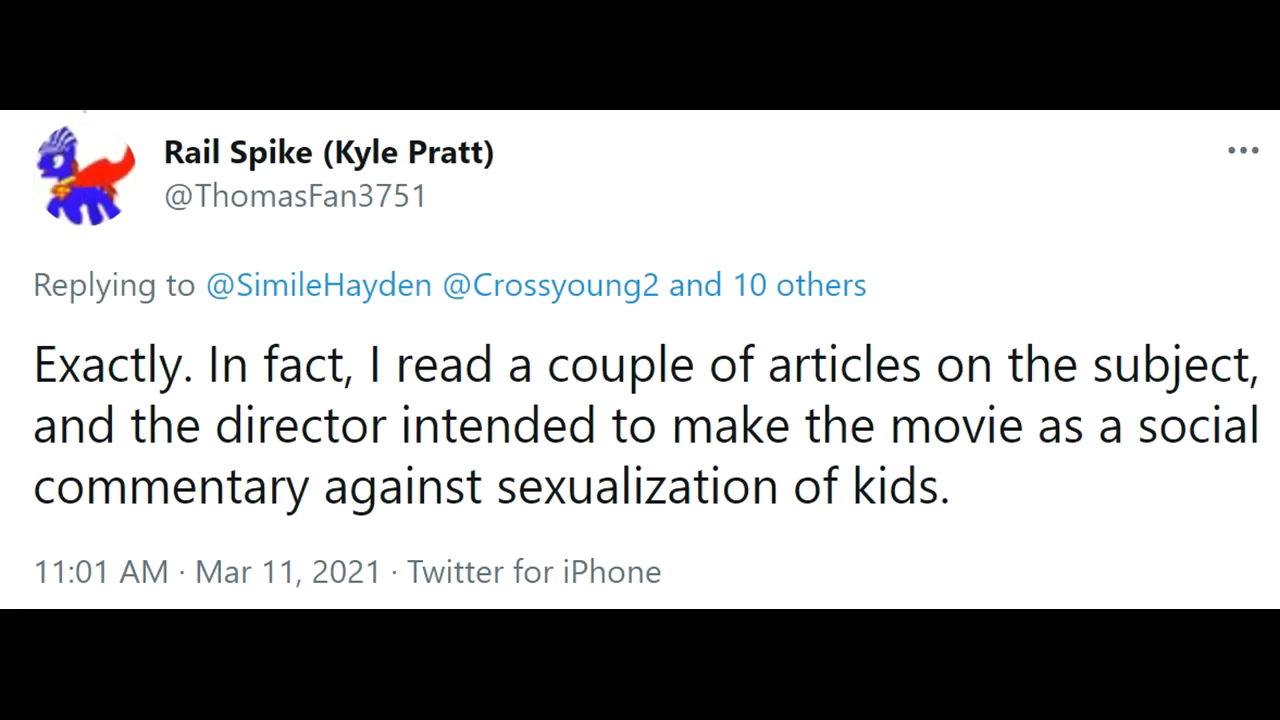 Rail Spike (Kyle Pratt)
@ThomasFan3751
Replying to @SimileHayden @Crossyoung2 and 10 others
Exactly. In fact, I read a couple of articles on the subject,
and the director intended to make the movie as a social
commentary against sexualization of kids.
11:01 AM · Mar 11, 2021 · Twitter for iPhone